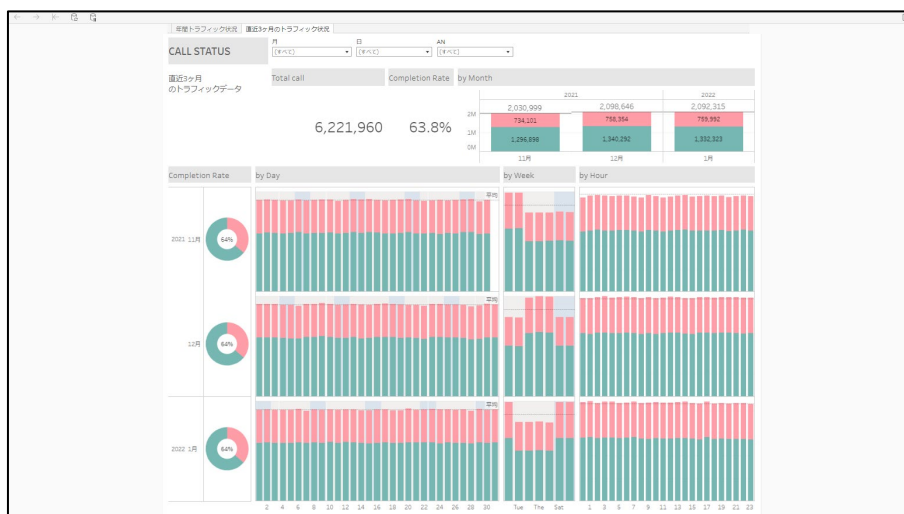 年間トラフィック状況 直近3ヶ月のトラフィック状況
CALL STATUS
月 日 AN
(すべて) (すべて) (すべて)
直近3ヶ月
のトラフィックデータ
Total call Completion Rate by Month
6,221,960 63.8%
2021 2022
2,030,999 2,098,646 2,092,315
2M
1M
0M
734,101 758,354 759,992
1,296,898 1,340,292 1,332,323
11月 12月 1月
Completion Rate by Day by Week by Hour
平均
2021 11月 64%
平均
12月 64%
平均
2022 1月 64%
2 4 6 8 10 12 14 16 18 20 22 24 26 28 30 Tue The Sat 1 3 5 7 9 11 13 15 17 19 21 23